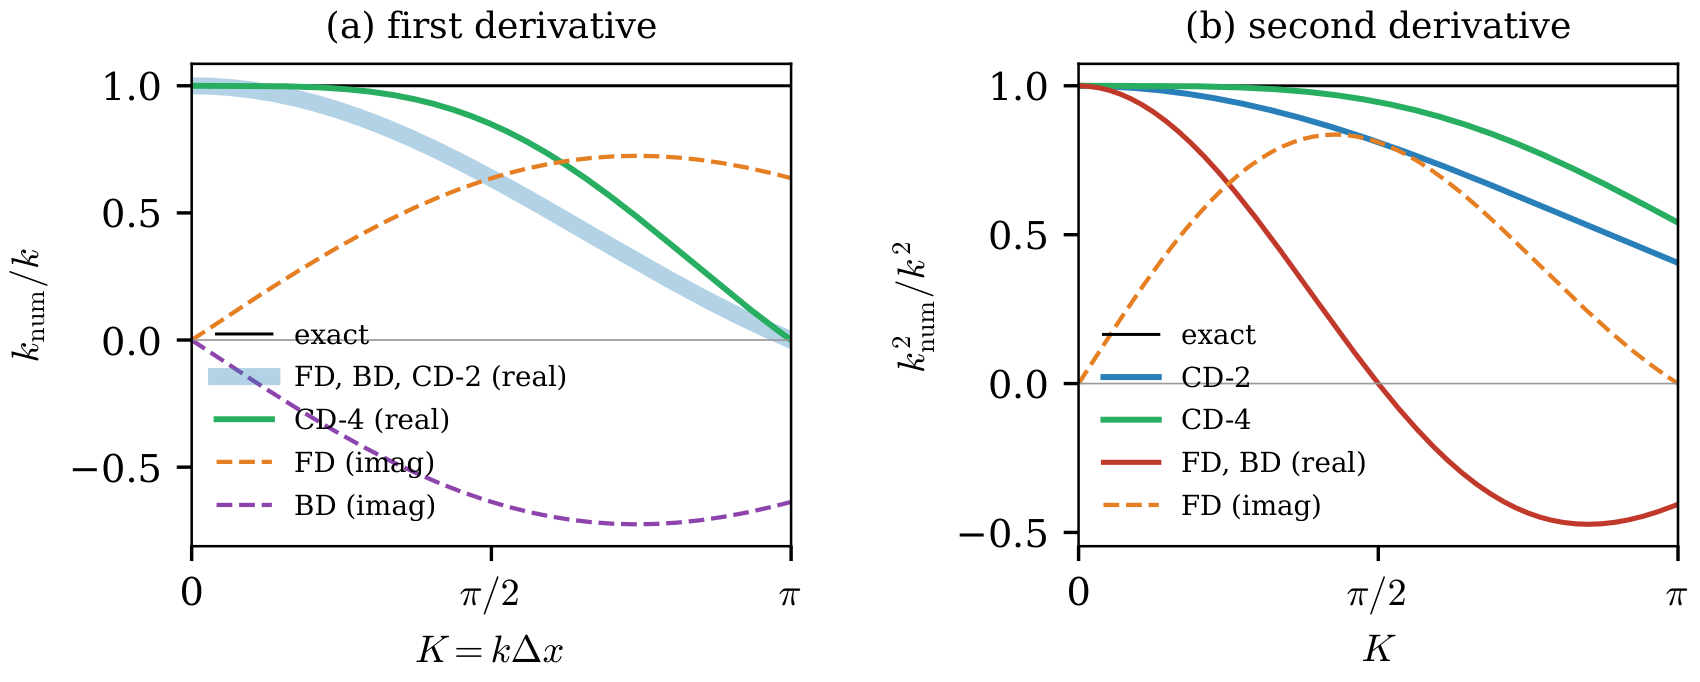 (a) first derivative
1.0
0.5
0.0
−0.5
k_num/k
exact
FD, BD, CD-2 (real)
CD-4 (real)
FD (imag)
BD (imag)
0
π/2
π
K = kΔx
(b) second derivative
1.0
0.5
0.0
−0.5
k²_num/k²
exact
CD-2
CD-4
FD, BD (real)
FD (imag)
0
π/2
π
K